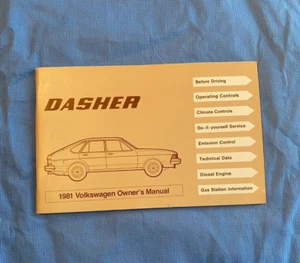 DASHER
1981 Volkswagen Owner's Manual
Before Driving
Operating Controls
Climate Controls
Do-it-yourself Service
Emission Control
Technical Data
Diesel Engine
Gas Station Information